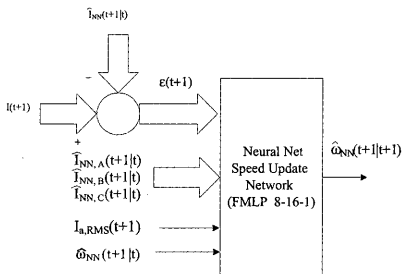 Î_NN(t+1|t)
−
ε(t+1)
I(t+1)
+
Î_NN, A(t+1|t)
Î_NN, B(t+1|t)
Î_NN, C(t+1|t)
I_a,RMS(t+1)
ω̂_NN(t+1|t)
Neural Net
Speed Update
Network
(FMLP 8-16-1)
ω̂_NN(t+1|t+1)